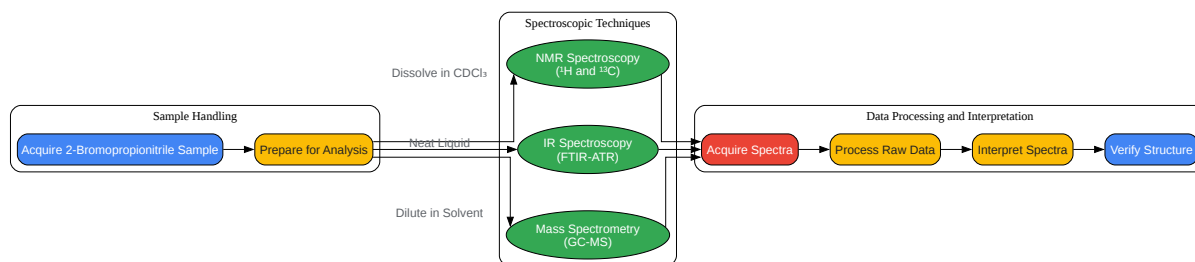 Spectroscopic Techniques
NMR Spectroscopy
(¹H and ¹³C)
Dissolve in CDCl₃
Sample Handling
Data Processing and Interpretation
Acquire 2-Bromopropionitrile Sample
Prepare for Analysis
Neat Liquid
IR Spectroscopy
(FTIR-ATR)
Acquire Spectra
Process Raw Data
Interpret Spectra
Verify Structure
Dilute in Solvent
Mass Spectrometry
(GC-MS)